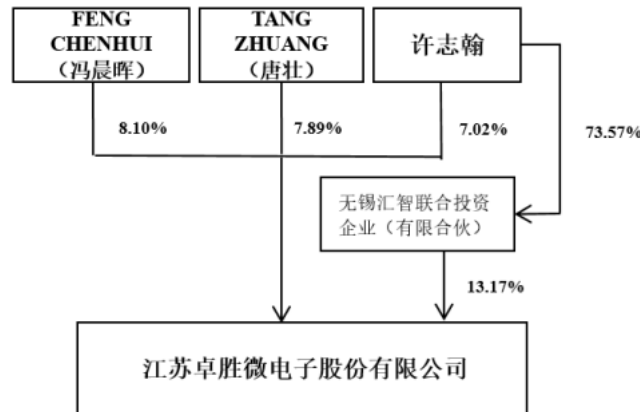 FENG
CHENHUI
（冯晨晖）
TANG
ZHUANG
（唐壮）
许志翰
8.10%
7.89%
7.02%
73.57%
无锡汇智联合投资
企业（有限合伙）
13.17%
江苏卓胜微电子股份有限公司